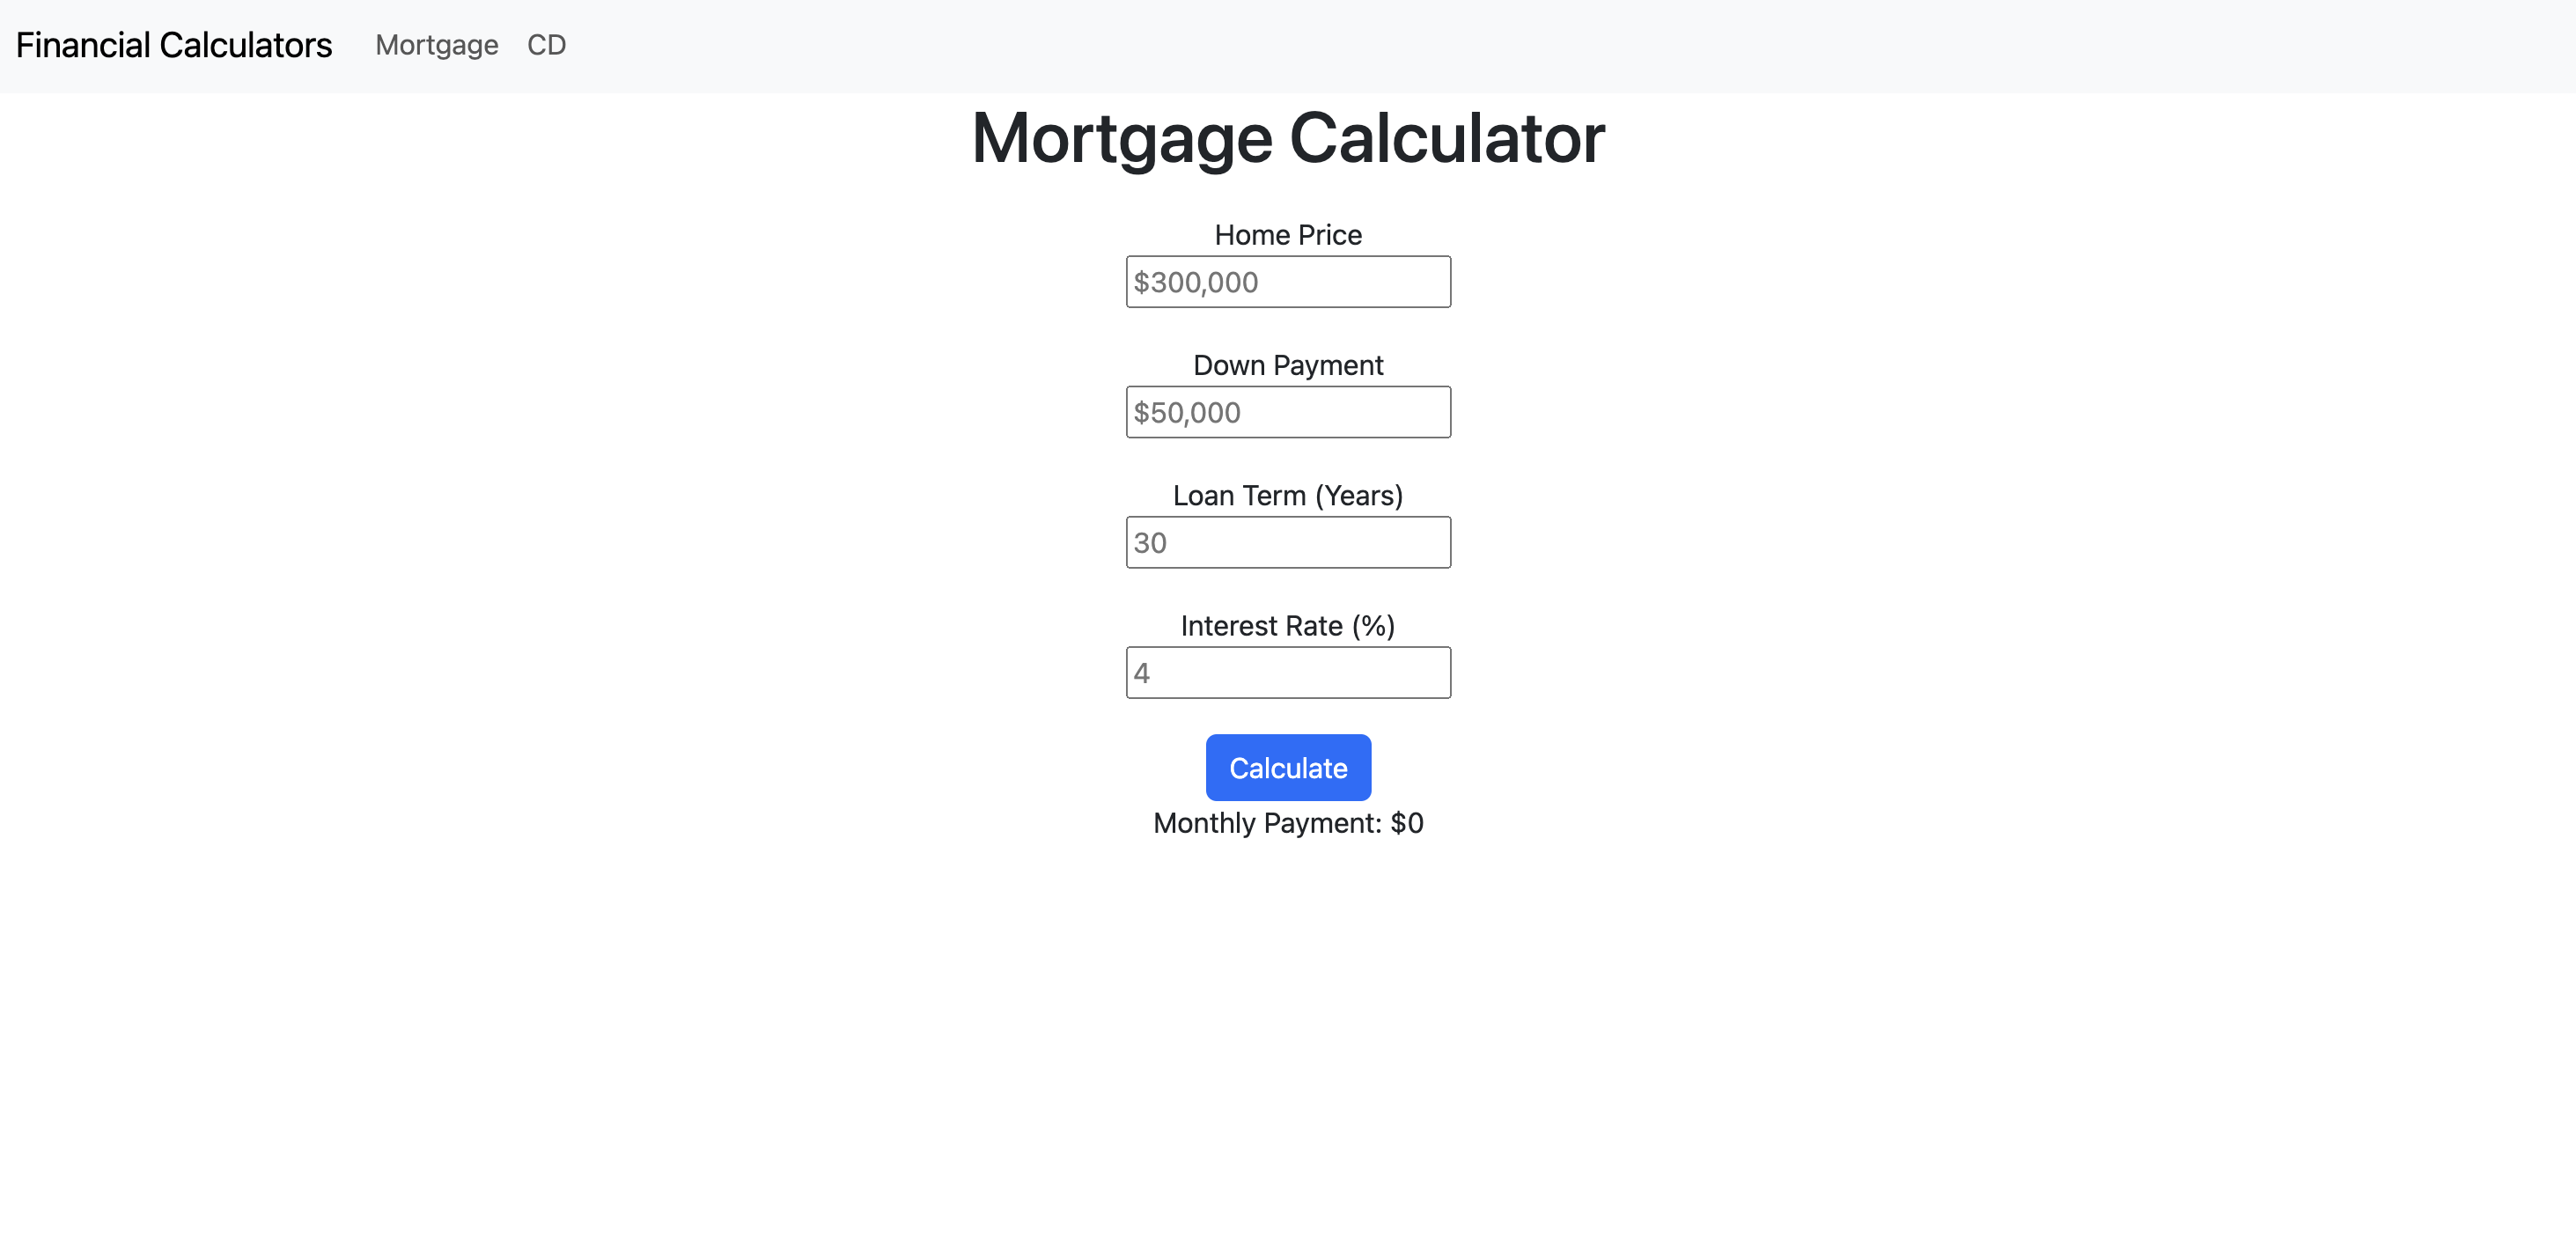 Financial Calculators Mortgage CD
Mortgage Calculator
Home Price
$300,000
Down Payment
$50,000
Loan Term (Years)
30
Interest Rate (%)
4
Calculate
Monthly Payment: $0